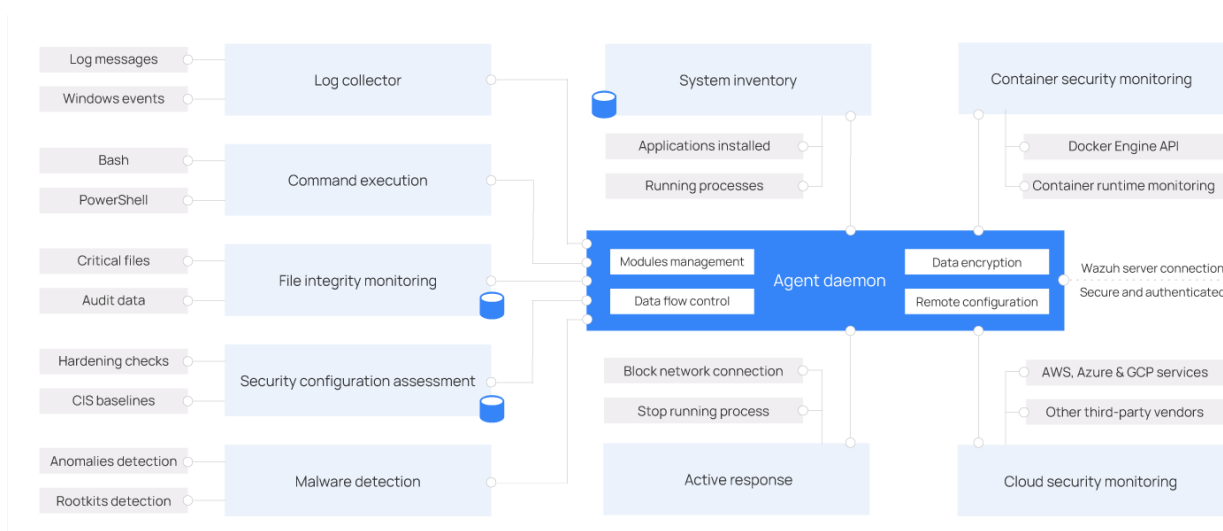 Log messages
Windows events
Log collector
Bash
PowerShell
Command execution
Critical files
Audit data
File integrity monitoring
Hardening checks
CIS baselines
Security configuration assessment
Anomalies detection
Rootkits detection
Malware detection
System inventory
Applications installed
Running processes
Container security monitoring
Docker Engine API
Container runtime monitoring
Modules management
Data flow control
Agent daemon
Data encryption
Remote configuration
Wazuh server connection
Secure and authenticated
Block network connection
Stop running process
Active response
AWS, Azure & GCP services
Other third-party vendors
Cloud security monitoring